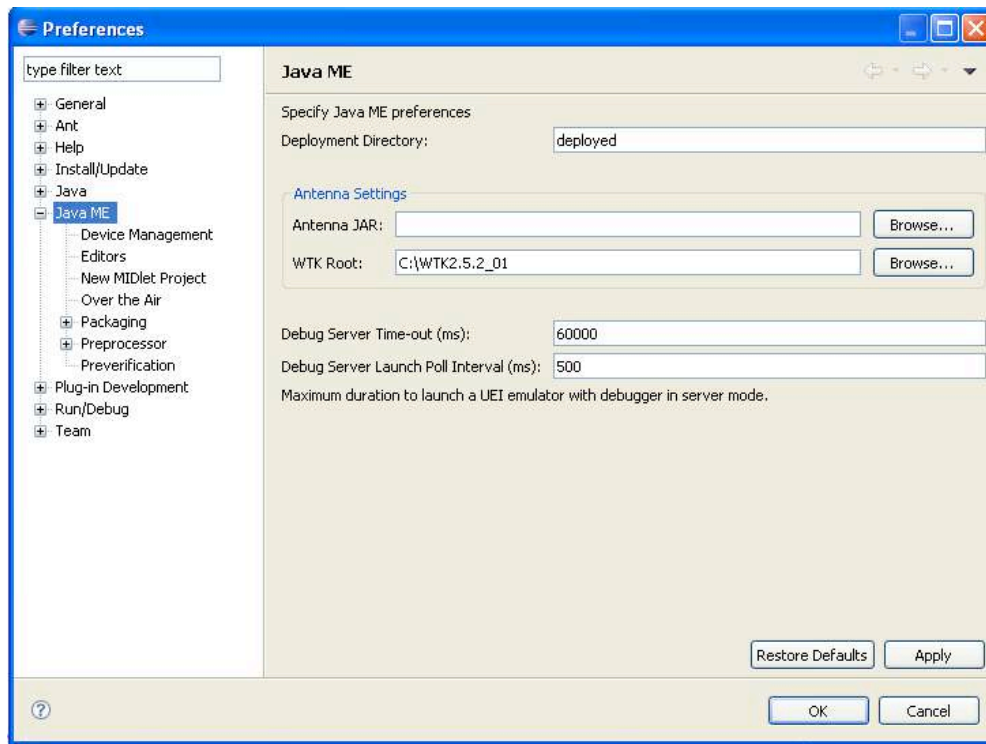 Preferences
type filter text
General
Ant
Help
Install/Update
Java
Java ME
Device Management
Editors
New MIDlet Project
Over the Air
Packaging
Preprocessor
Preverification
Plug-in Development
Run/Debug
Team
Java ME
Specify Java ME preferences
Deployment Directory: deployed
Antenna Settings
Antenna JAR: Browse...
WTK Root: C:\WTK2.5.2_01 Browse...
Debug Server Time-out (ms): 60000
Debug Server Launch Poll Interval (ms): 500
Maximum duration to launch a UEI emulator with debugger in server mode.
Restore Defaults Apply
? OK Cancel